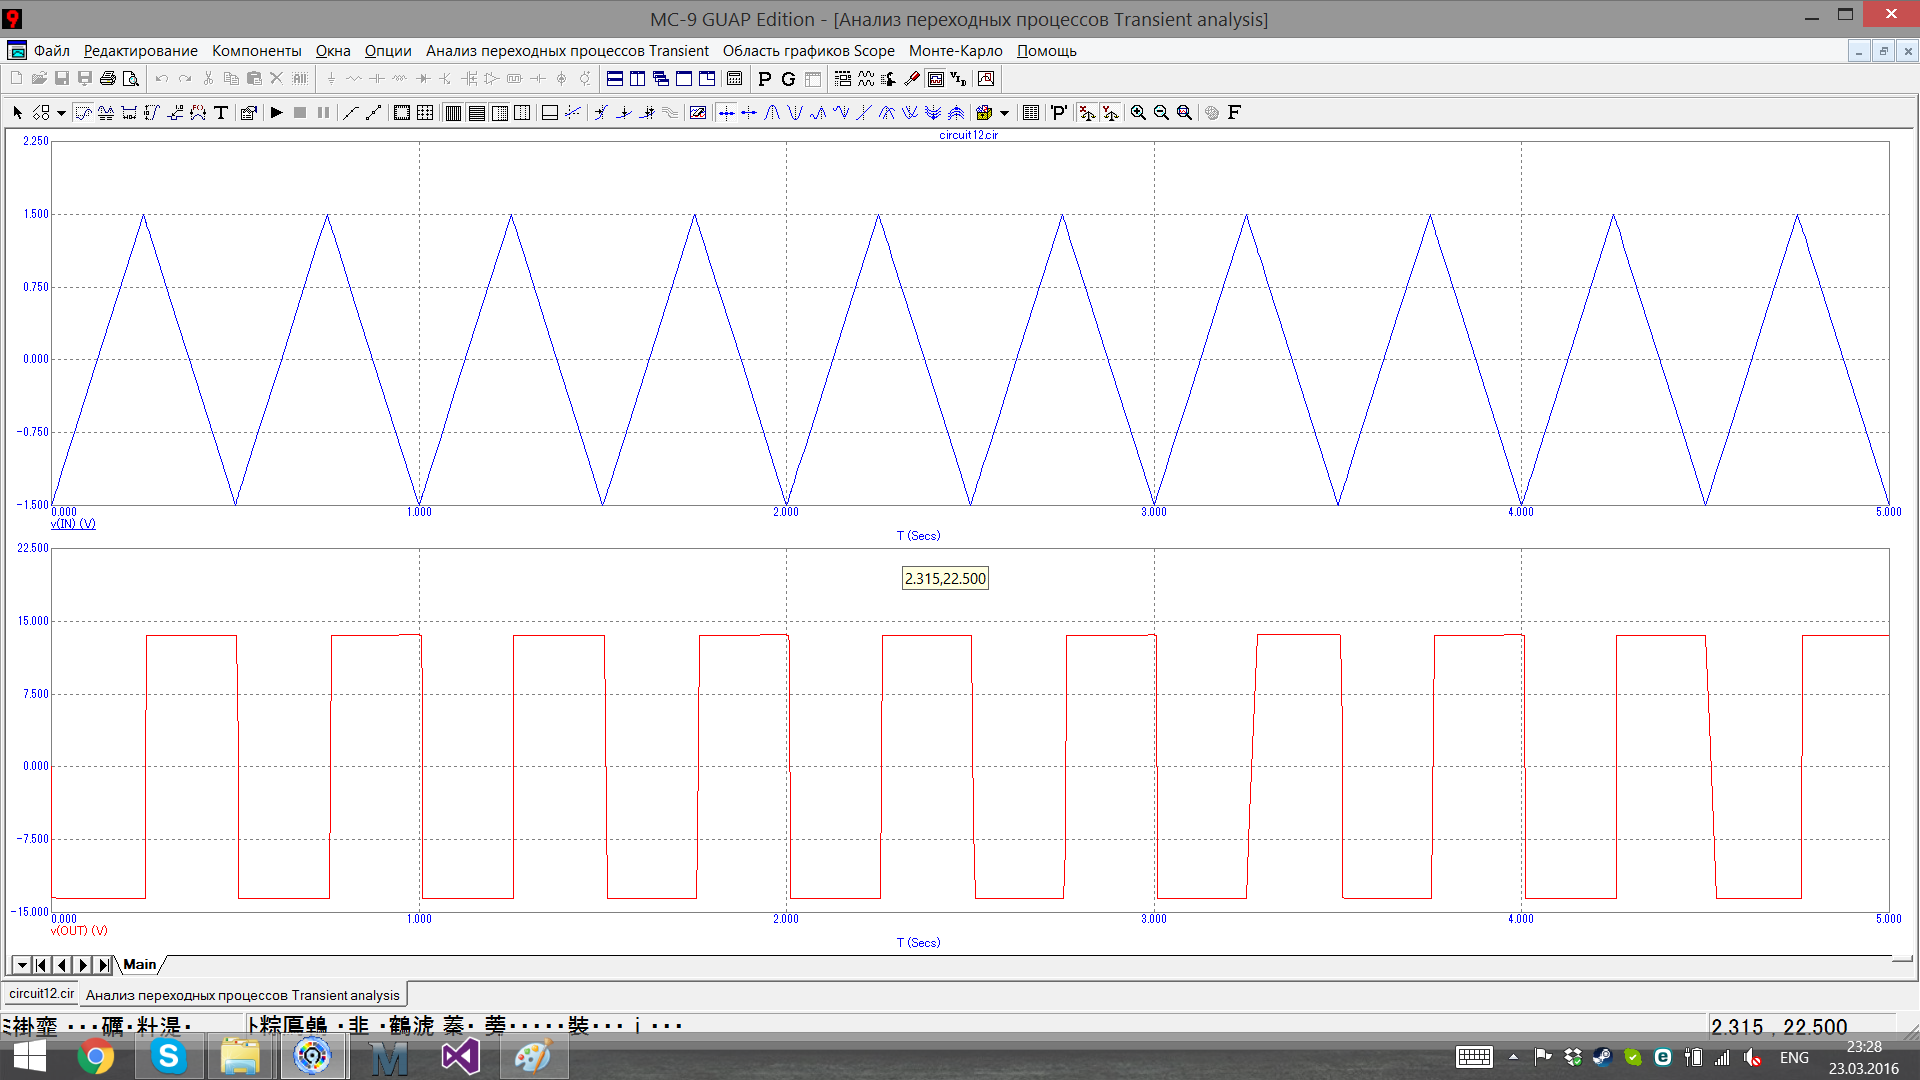 MC-9 GUAP Edition - [Анализ переходных процессов Transient analysis]
Файл Редактирование Компоненты Окна Опции Анализ переходных процессов Transient Область графиков Scope Монте-Карло Помощь
circuit12.cir
2.250
1.500
0.750
0.000
-0.750
-1.500
0.000 1.000 2.000 3.000 4.000 5.000
v(IN) (V)
T (Secs)
22.500
2.315,22.500
15.000
7.500
0.000
-7.500
-15.000
0.000 1.000 2.000 3.000 4.000 5.000
v(OUT) (V)
T (Secs)
Main
circuit12.cir Анализ переходных процессов Transient analysis
2.315 , 22.500
ENG
23:28
23.03.2016